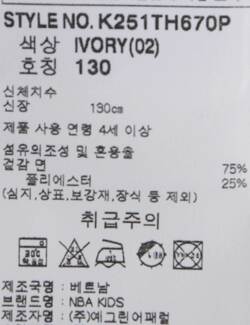 STYLE NO. K251TH670P
색상 IVORY(02)
호칭 130
신체치수
신장 130cm
제품 사용 연령 4세 이상
섬유의조성 및 혼용율
겉감 면 75%
폴리에스터 25%
(심지,상표,보강재,장식 등 제외)
취급주의
제조국명 : 베트남
브랜드명 : NBA KIDS
제조자명 : (주)예그린어패럴